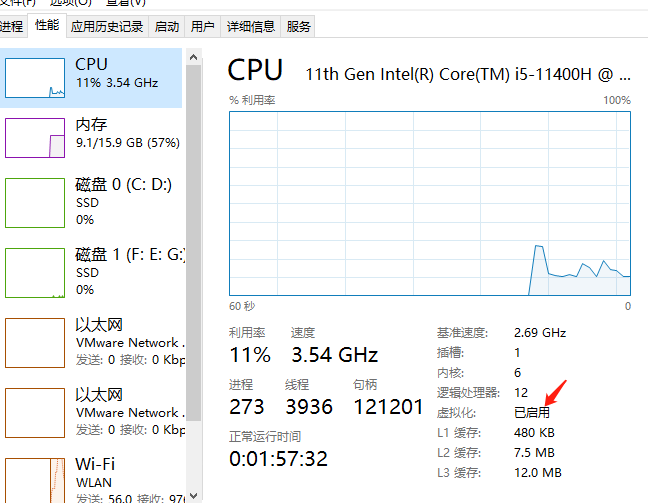 文件(F) 选项(O) 查看(V)
进程 性能 应用历史记录 启动 用户 详细信息 服务
CPU
11% 3.54 GHz
内存
9.1/15.9 GB (57%)
磁盘 0 (C: D:)
SSD
0%
磁盘 1 (F: E: G:)
SSD
0%
以太网
VMware Network .
发送: 0 接收: 0 Kbp
以太网
VMware Network .
发送: 0 接收: 0 Kbp
Wi-Fi
WLAN
发送: 56.0 接收: 976
CPU
11th Gen Intel(R) Core(TM) i5-11400H @ ...
% 利用率
100%
60 秒
0
利用率
11%
速度
3.54 GHz
进程
273
线程
3936
句柄
121201
正常运行时间
0:01:57:32
基准速度: 2.69 GHz
插槽: 1
内核: 6
逻辑处理器: 12
虚拟化: 已启用
L1 缓存: 480 KB
L2 缓存: 7.5 MB
L3 缓存: 12.0 MB